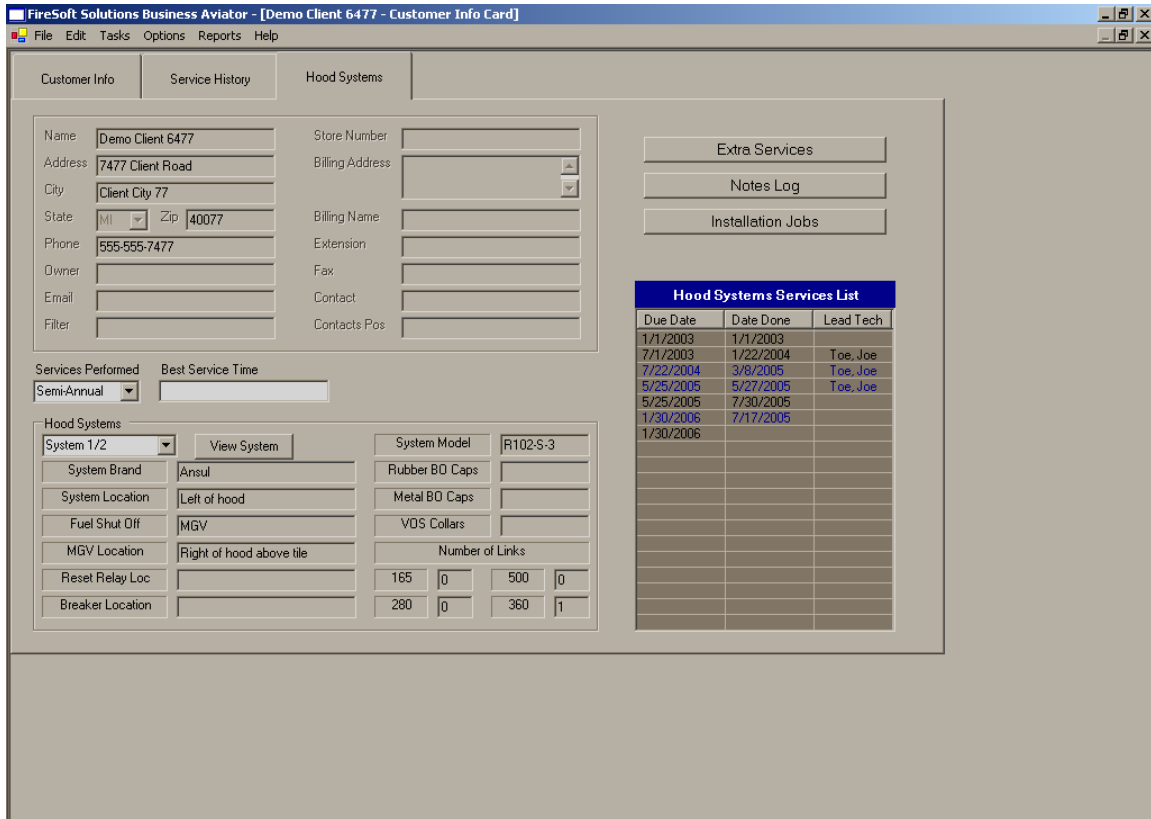 FireSoft Solutions Business Aviator - [Demo Client 6477 - Customer Info Card]
File Edit Tasks Options Reports Help
Customer Info Service History Hood Systems
Name Demo Client 6477 Store Number
Address 7477 Client Road Billing Address
City Client City 77
State MI Zip 40077 Billing Name
Phone 555-555-7477 Extension
Owner Fax
Email Contact
Filter Contacts Pos
Extra Services
Notes Log
Installation Jobs
Services Performed Best Service Time
Semi-Annual
Hood Systems
System 1/2 View System System Model R102-S-3
System Brand Ansul Rubber BO Caps
System Location Left of hood Metal BO Caps
Fuel Shut Off MGV VOS Collars
MGV Location Right of hood above tile Number of Links
Reset Relay Loc 165 0 500 0
Breaker Location 280 0 360 1
Hood Systems Services List
Due Date Date Done Lead Tech
1/1/2003 1/1/2003
7/1/2003 1/22/2004 Toe, Joe
7/22/2004 3/8/2005 Toe, Joe
5/25/2005 5/27/2005 Toe, Joe
5/25/2005 7/30/2005
1/30/2006 7/17/2005
1/30/2006